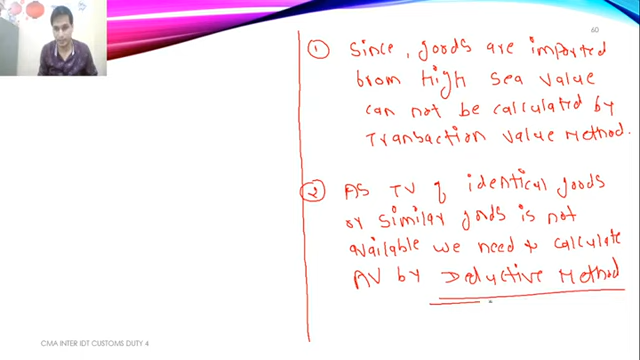 60
① Since, goods are imported
from High Sea Value
can not be calculated by
Transaction Value Method.
② AS TV of identical goods
or similar goods is not
available we need to calculate
AV by Deductive Method
CMA INTER IDT CUSTOMS DUTY 4